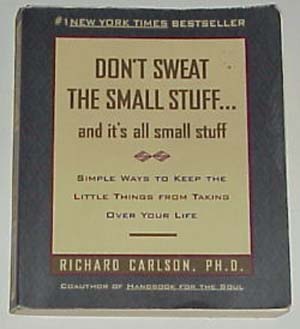 #1 NEW YORK TIMES BESTSELLER
DON'T SWEAT
THE SMALL STUFF...
and it's all small stuff
SIMPLE WAYS TO KEEP THE
LITTLE THINGS FROM TAKING
OVER YOUR LIFE
RICHARD CARLSON, PH.D.
COAUTHOR OF HANDBOOK FOR THE SOUL